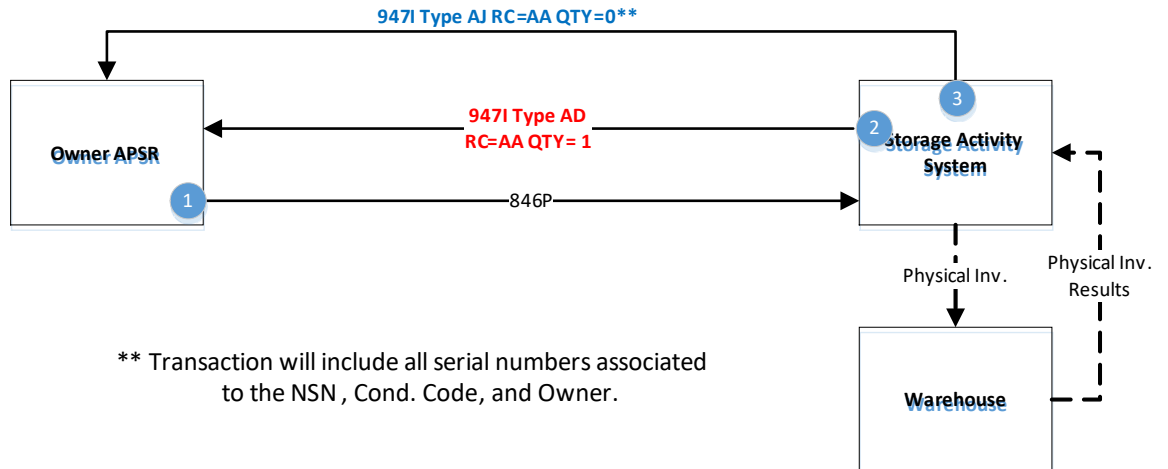 947I Type AJ RC=AA QTY=0**
3
947I Type AD
RC=AA QTY= 1
2
Owner APSR
Storage Activity
System
1
846P
Physical Inv.
Physical Inv.
Results
** Transaction will include all serial numbers associated
to the NSN , Cond. Code, and Owner.
Warehouse